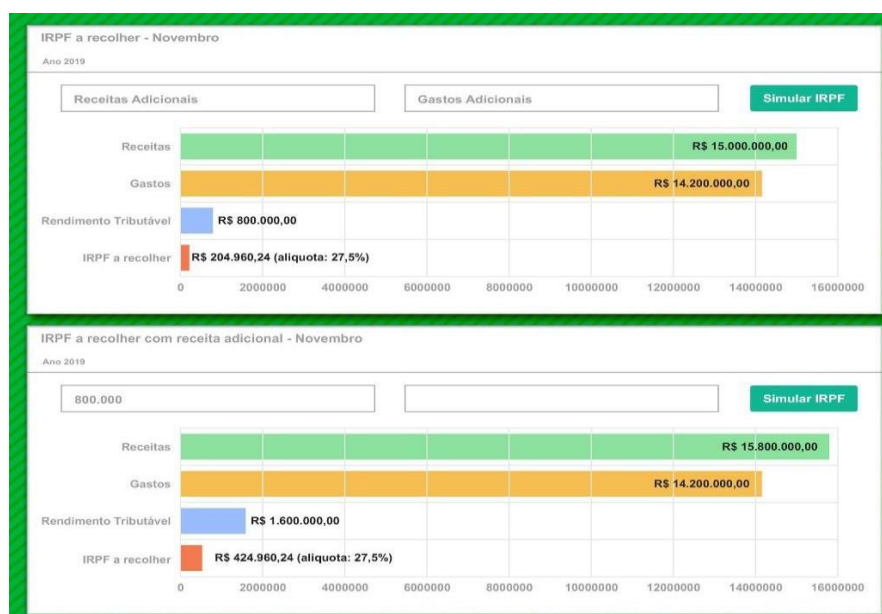 IRPF a recolher - Novembro
Ano 2019
Receitas Adicionais Gastos Adicionais Simular IRPF
Receitas R$ 15.000.000,00
Gastos R$ 14.200.000,00
Rendimento Tributável R$ 800.000,00
IRPF a recolher R$ 204.960,24 (aliquota: 27,5%)
0 2000000 4000000 6000000 8000000 10000000 12000000 14000000 16000000
IRPF a recolher com receita adicional - Novembro
Ano 2019
800.000 Simular IRPF
Receitas R$ 15.800.000,00
Gastos R$ 14.200.000,00
Rendimento Tributável R$ 1.600.000,00
IRPF a recolher R$ 424.960,24 (aliquota: 27,5%)
0 2000000 4000000 6000000 8000000 10000000 12000000 14000000 16000000